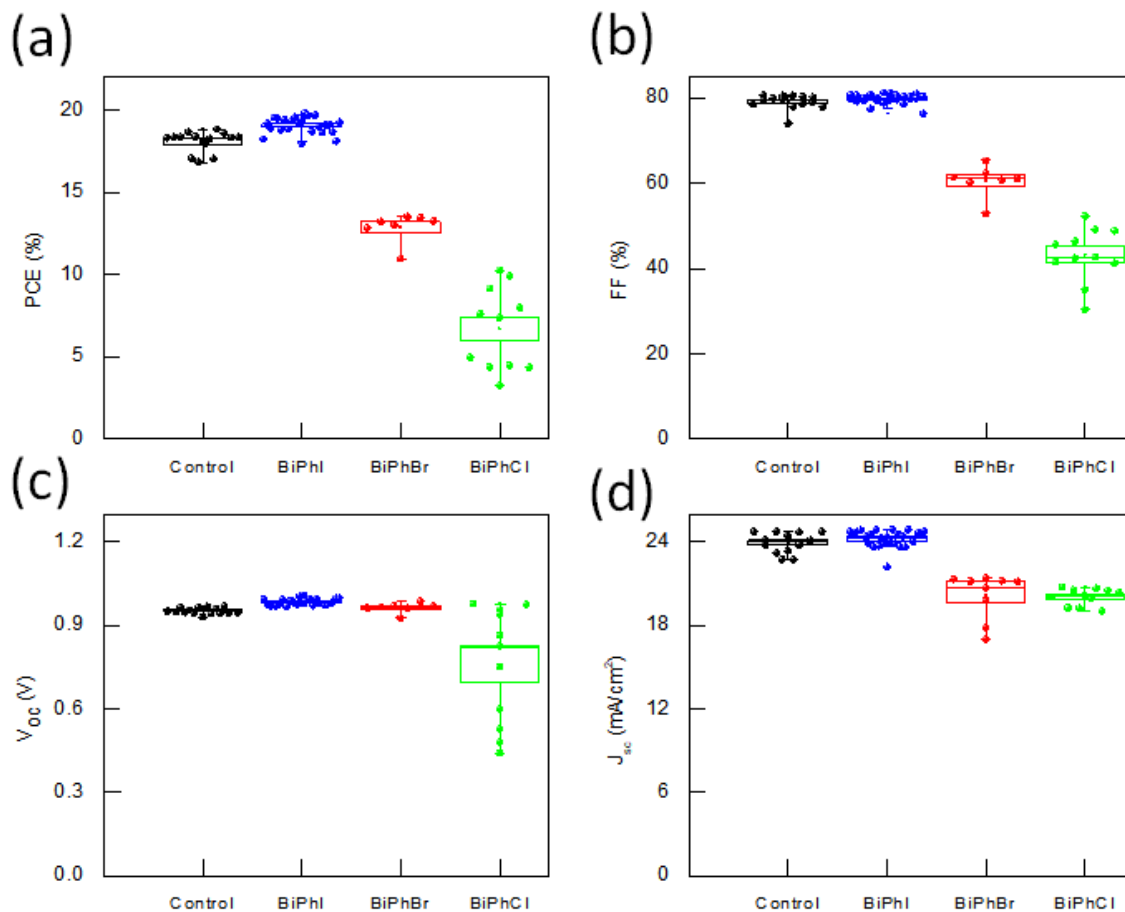 (a)
20
15
10
5
0
PCE (%)
Control BiPhI BiPhBr BiPhCl
(b)
80
60
40
20
0
FF (%)
Control BiPhI BiPhBr BiPhCl
(c)
1.2
0.9
0.6
0.3
0.0
VOC (V)
Control BiPhI BiPhBr BiPhCl
(d)
24
18
12
6
0
Jsc (mA/cm²)
Control BiPhI BiPhBr BiPhCl